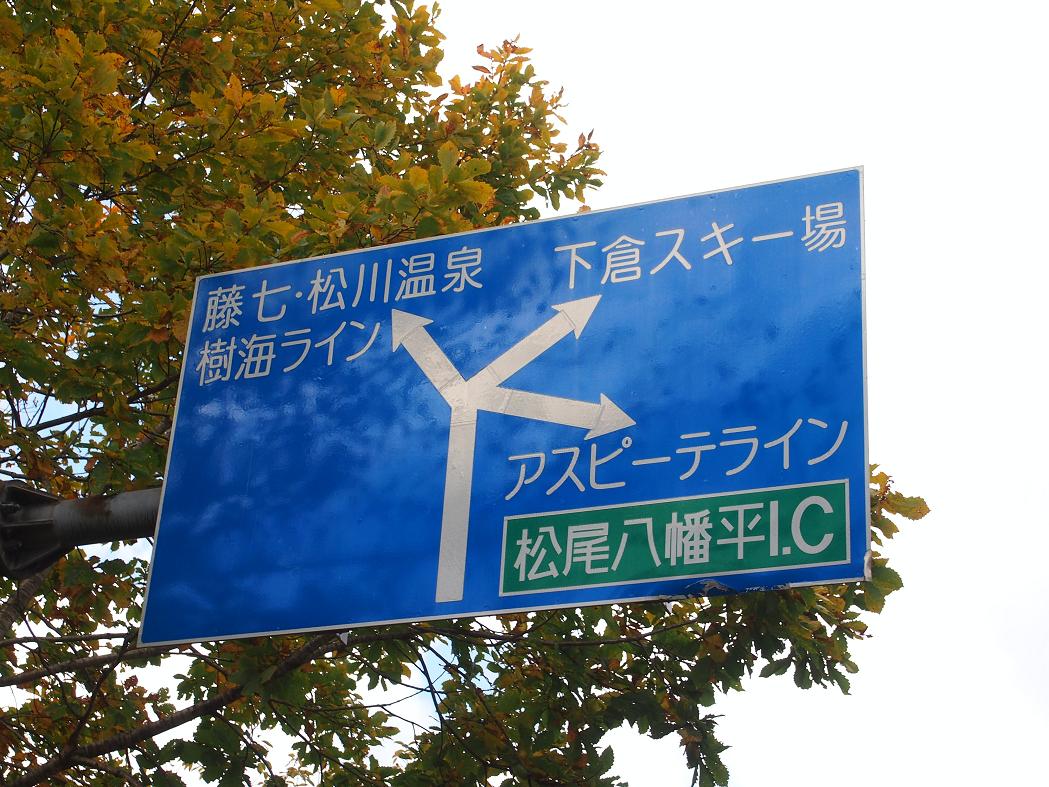 藤七・松川温泉
樹海ライン
下倉スキー場
アスピーテライン
松尾八幡平I.C